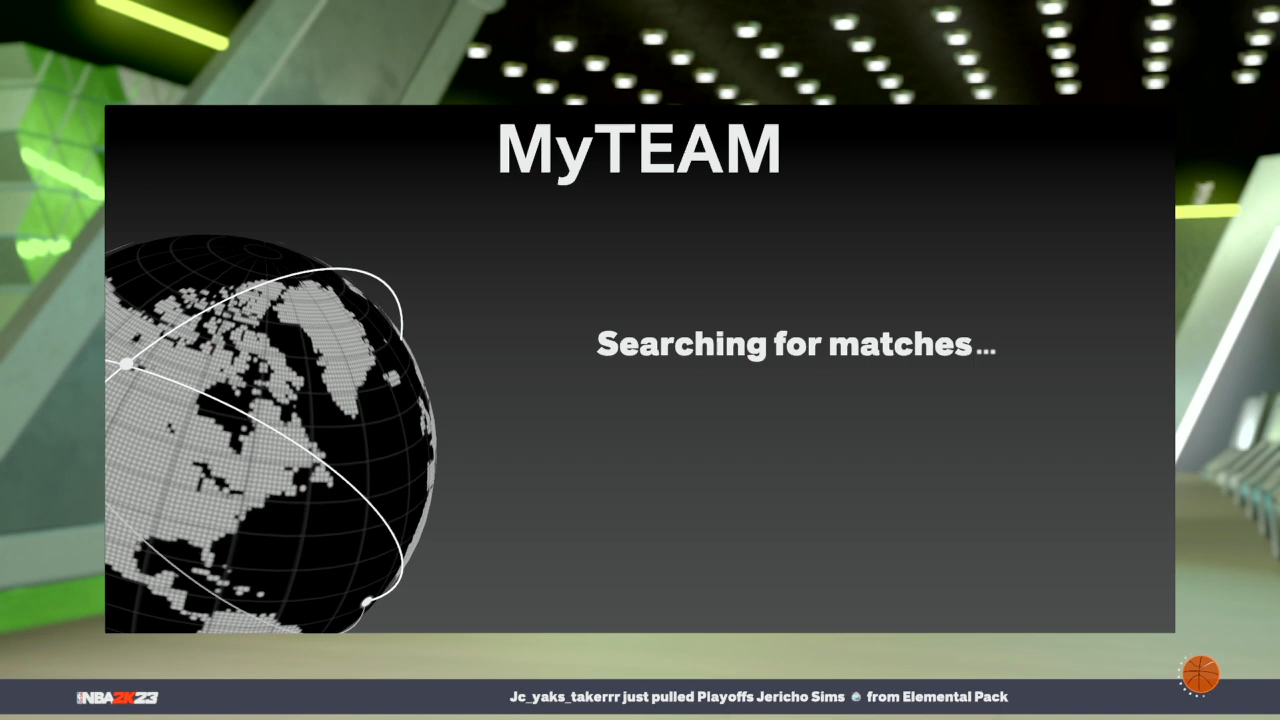 MyTEAM
Searching for matches...
NBA2K23
Jc_yaks_takerrr just pulled Playoffs Jericho Sims from Elemental Pack